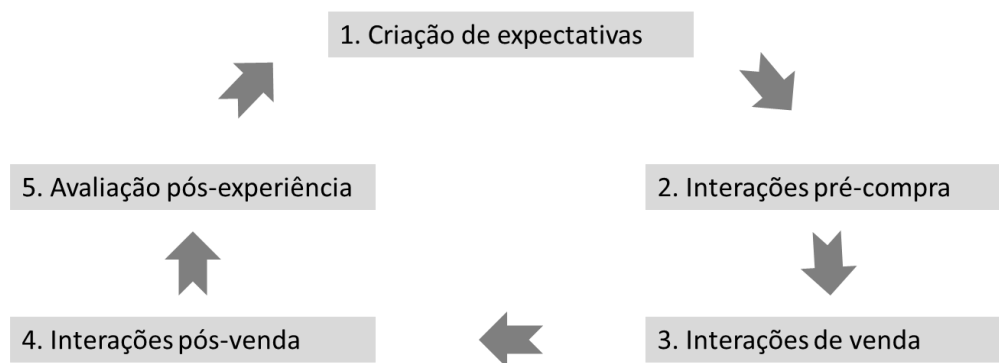 1. Criação de expectativas
5. Avaliação pós-experiência
2. Interações pré-compra
4. Interações pós-venda
3. Interações de venda